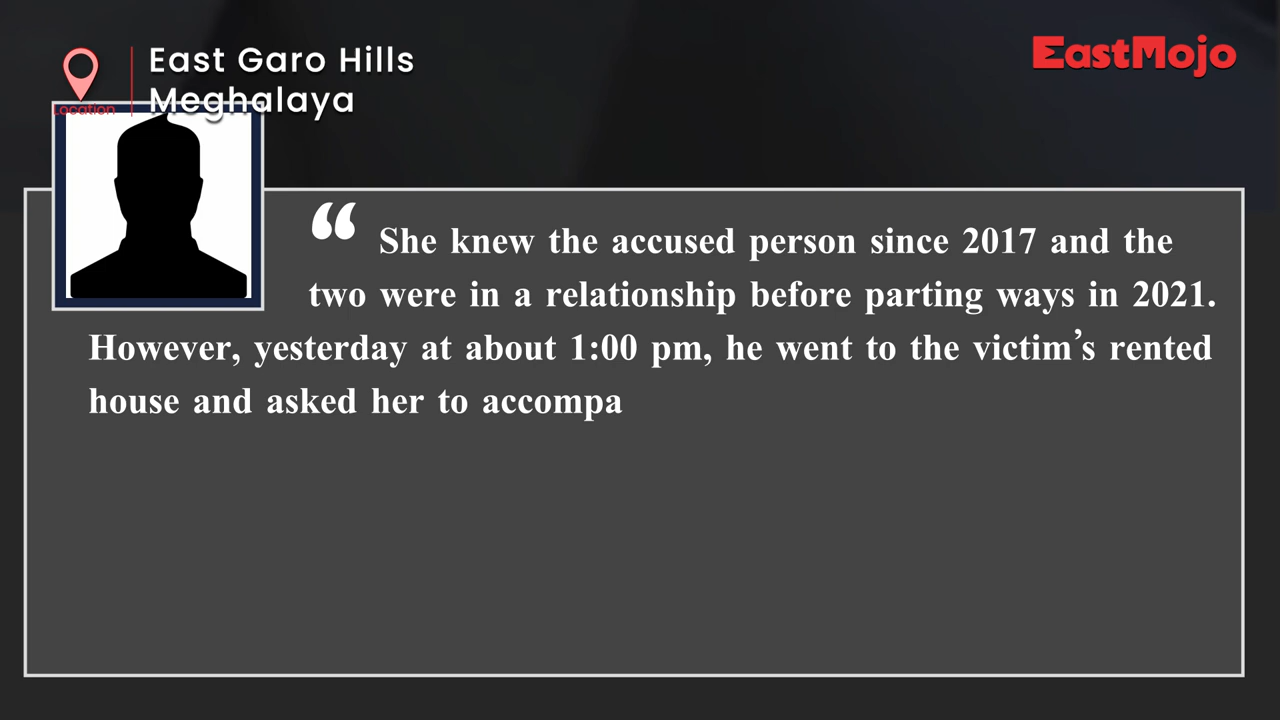 East Garo Hills
Meghalaya
Location
EastMojo
“ She knew the accused person since 2017 and the
two were in a relationship before parting ways in 2021.
However, yesterday at about 1:00 pm, he went to the victim’s rented
house and asked her to accompa